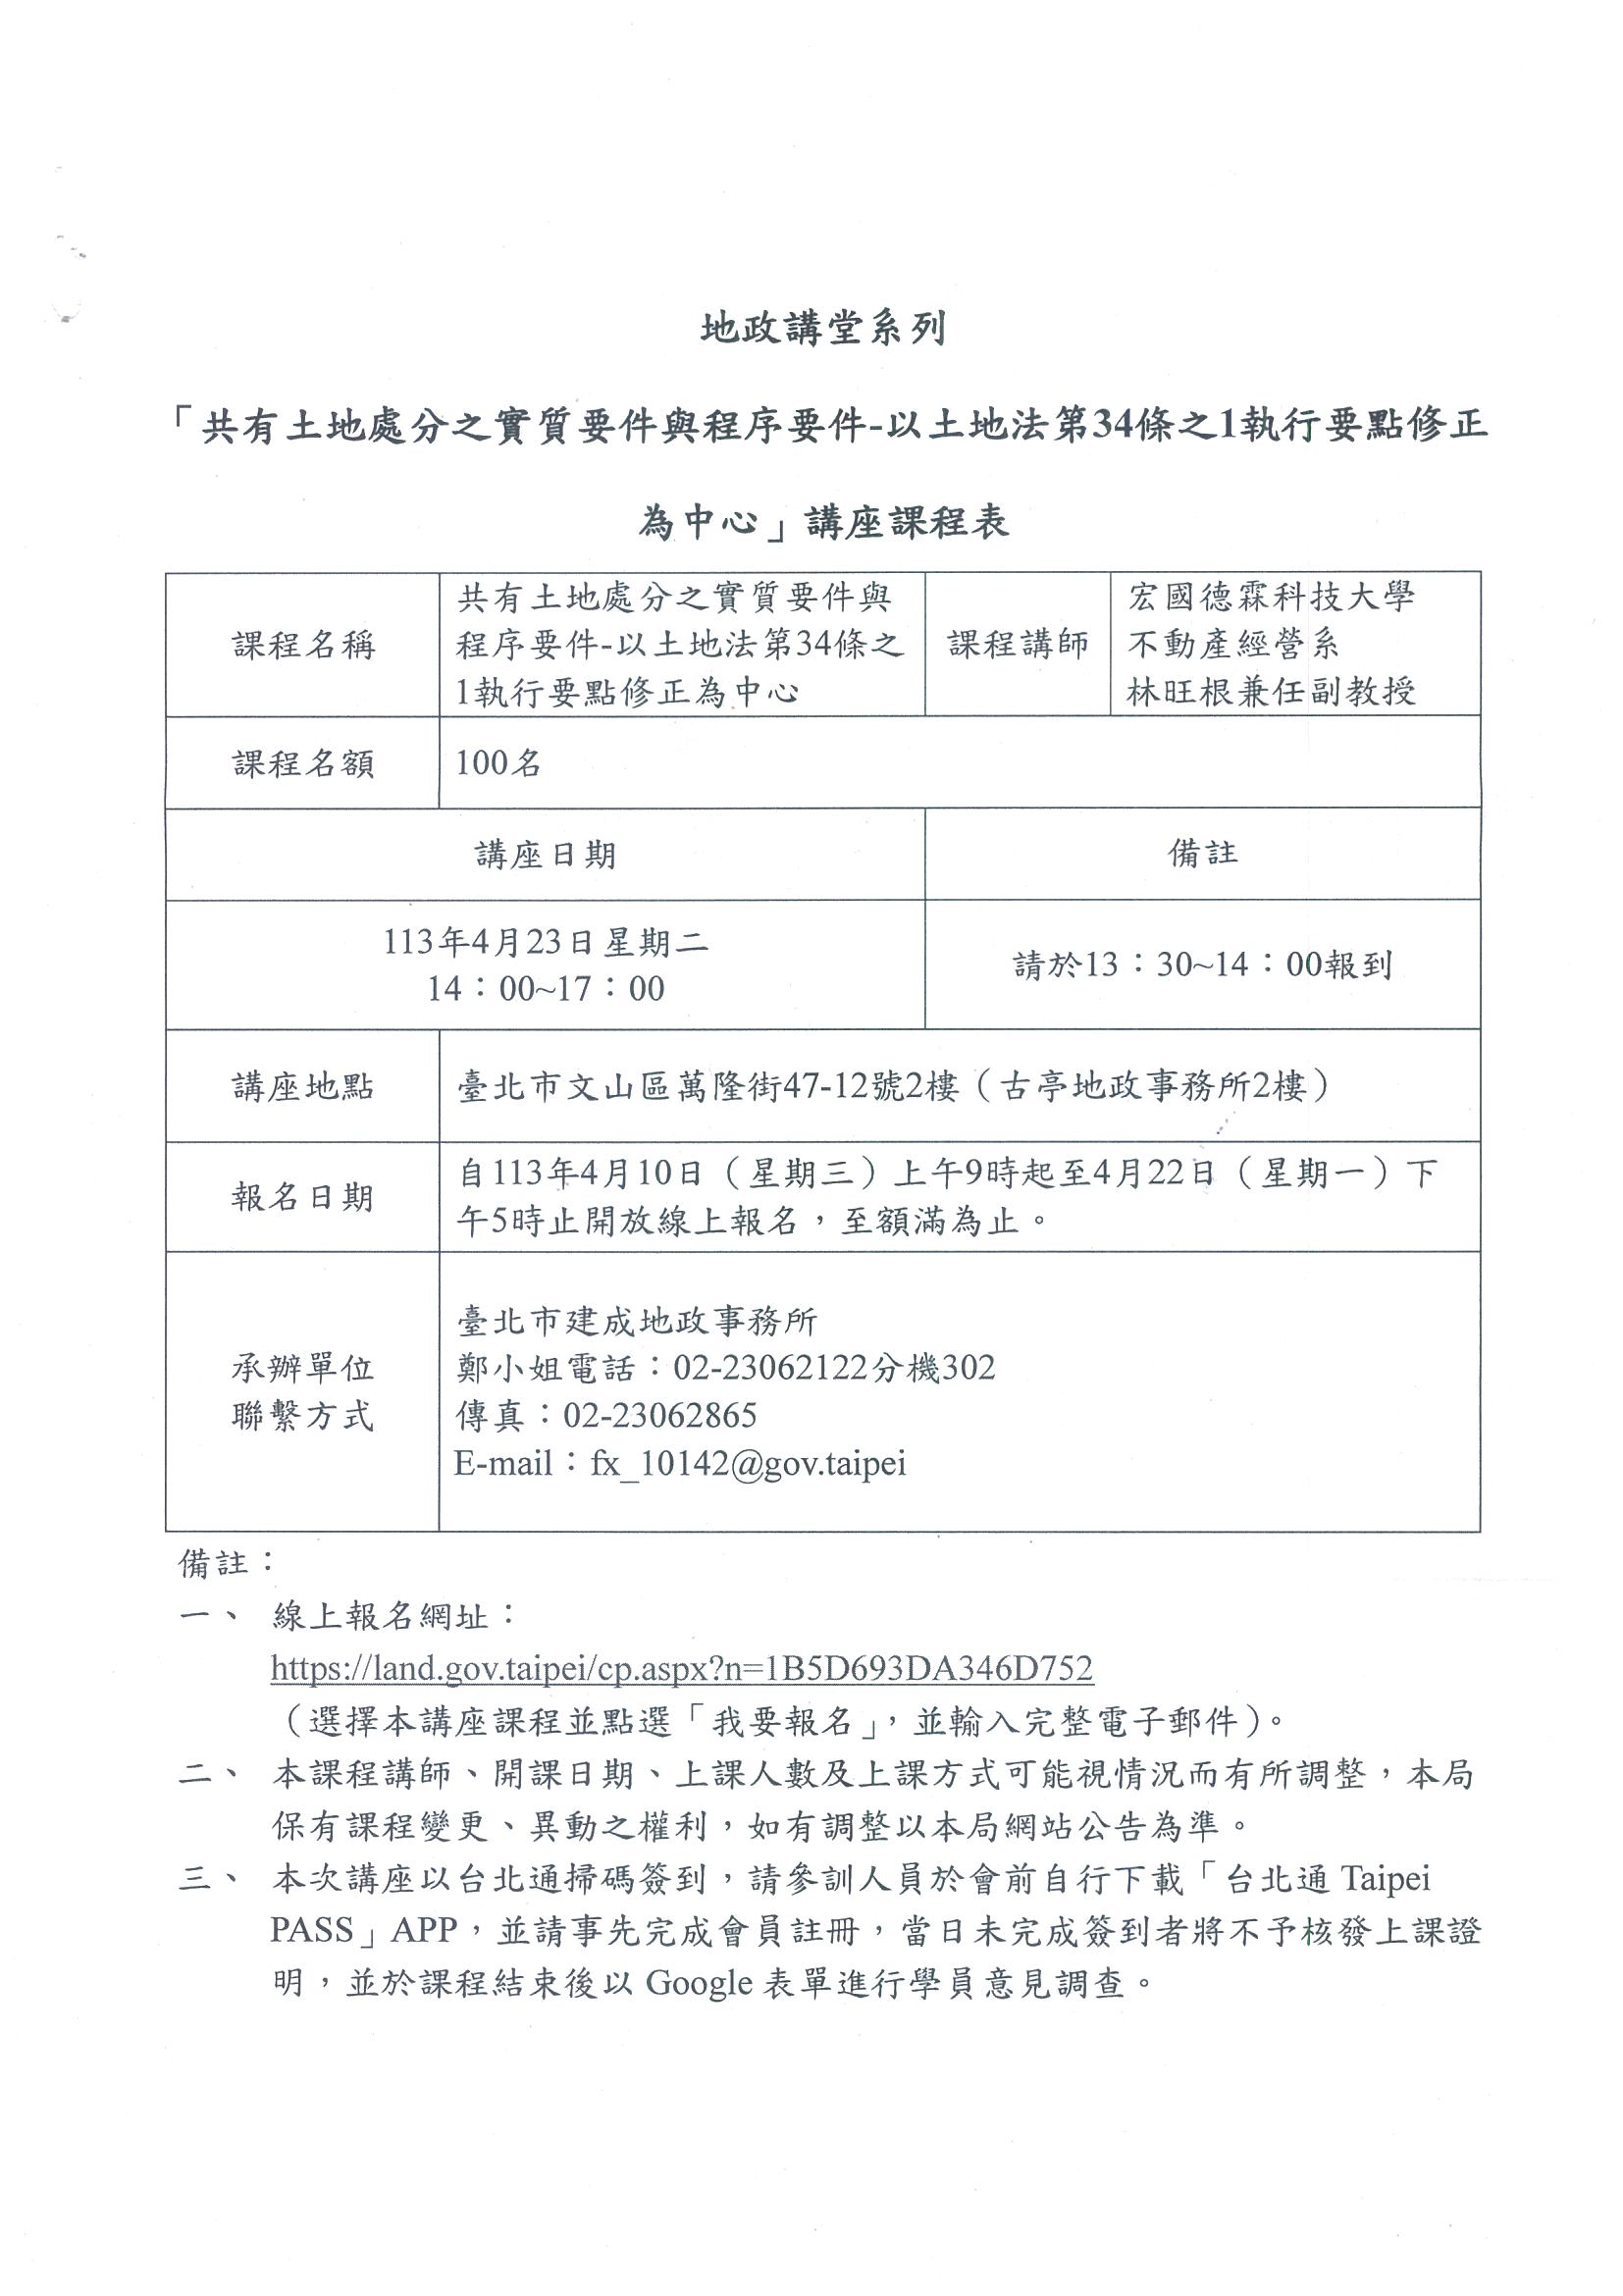 地政講堂系列
「共有土地處分之實質要件與程序要件-以土地法第34條之1執行要點修正
為中心」講座課程表
課程名稱
共有土地處分之實質要件與
程序要件-以土地法第34條之
1執行要點修正為中心
課程講師
宏國德霖科技大學
不動產經營系
林旺根兼任副教授
課程名額
100名
講座日期
備註
113年4月23日星期二
14：00~17：00
請於13：30~14：00報到
講座地點
臺北市文山區萬隆街47-12號2樓（古亭地政事務所2樓）
報名日期
自113年4月10日（星期三）上午9時起至4月22日（星期一）下
午5時止開放線上報名，至額滿為止。
承辦單位
聯繫方式
臺北市建成地政事務所
鄭小姐電話：02-23062122分機302
傳真：02-23062865
E-mail：fx_10142@gov.taipei
備註：
一、 線上報名網址：
https://land.gov.taipei/cp.aspx?n=1B5D693DA346D752
（選擇本講座課程並點選「我要報名」，並輸入完整電子郵件）。
二、 本課程講師、開課日期、上課人數及上課方式可能視情況而有所調整，本局
保有課程變更、異動之權利，如有調整以本局網站公告為準。
三、 本次講座以台北通掃碼簽到，請參訓人員於會前自行下載「台北通 Taipei
PASS」APP，並請事先完成會員註冊，當日未完成簽到者將不予核發上課證
明，並於課程結束後以 Google 表單進行學員意見調查。